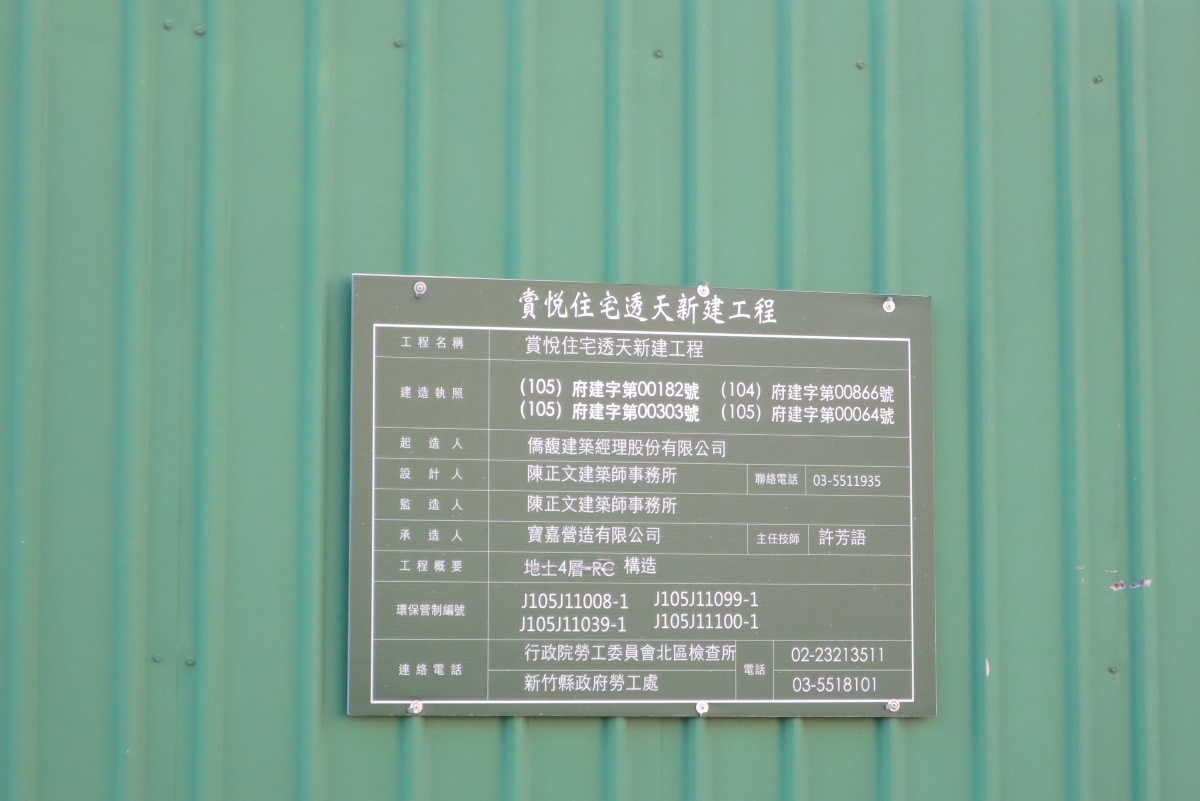 賞悅住宅透天新建工程
工程名稱 賞悅住宅透天新建工程
建造執照 (105) 府建字第00182號 (104) 府建字第00866號
(105) 府建字第00303號 (105) 府建字第00064號
起造人 僑馥建築經理股份有限公司
設計人 陳正文建築師事務所 聯絡電話 03-5511935
監造人 陳正文建築師事務所
承造人 寶嘉營造有限公司 主任技師 許芳語
工程概要 地上4層 RC 構造
環保管制編號 J105J11008-1 J105J11099-1
J105J11039-1 J105J11100-1
連絡電話 行政院勞工委員會北區檢查所 電話 02-23213511
新竹縣政府勞工處 03-5518101